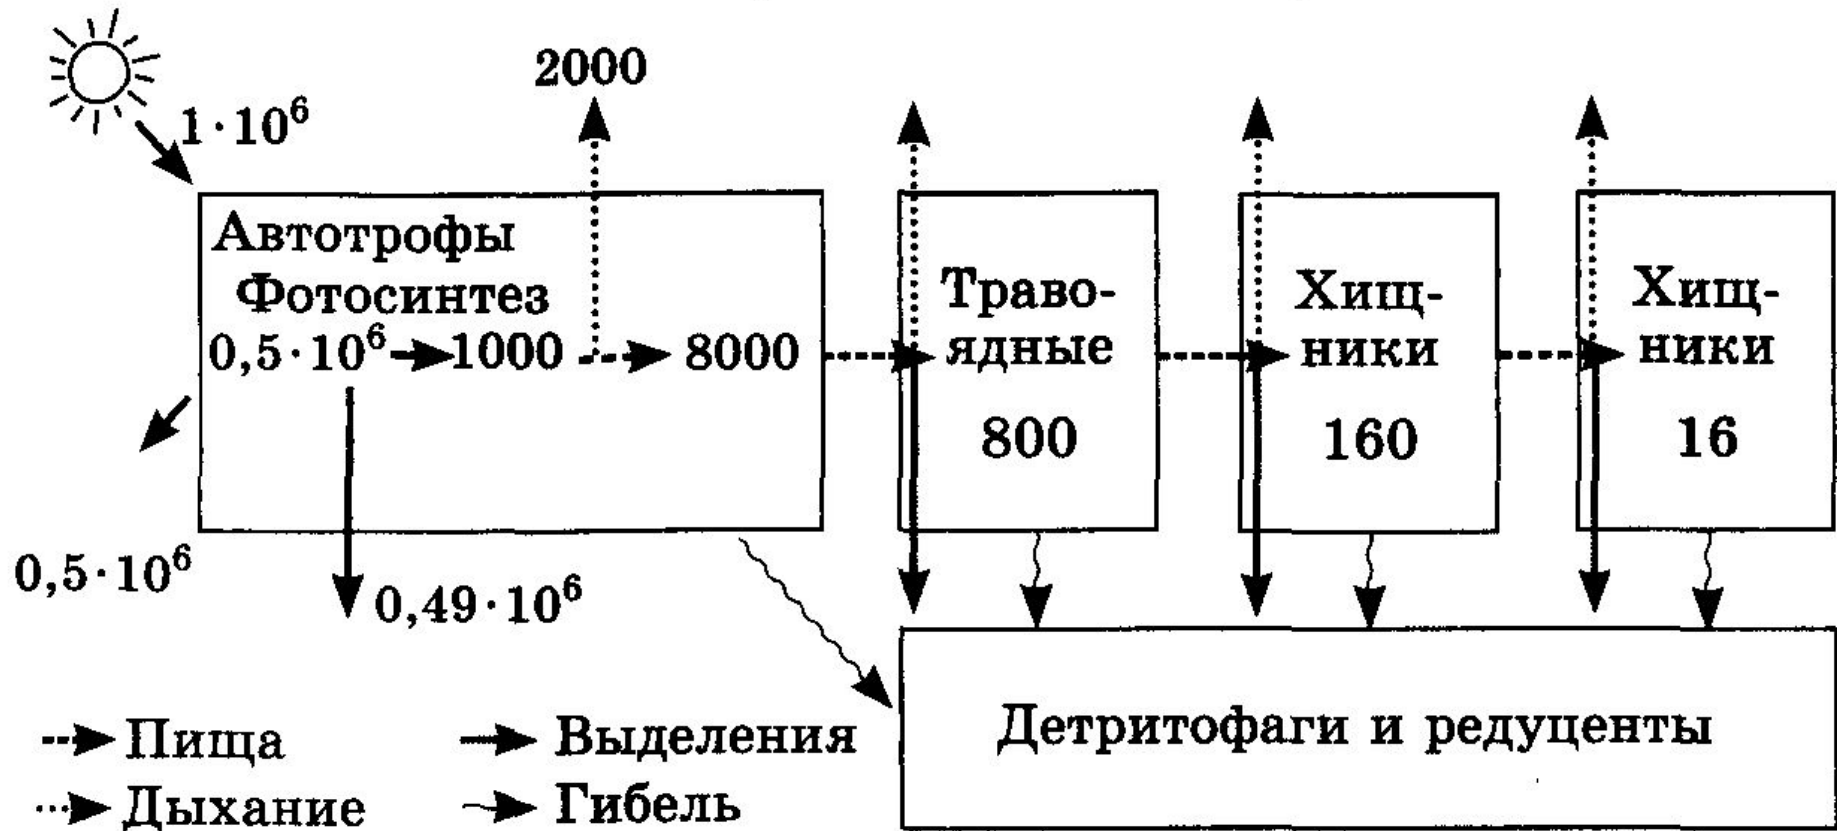 2000
1·10⁶
Автотрофы
Фотосинтез
0,5·10⁶ 1000 8000
Траво-
ядные
800
Хищ-
ники
160
Хищ-
ники
16
0,5·10⁶
0,49·10⁶
Детритофаги и редуценты
Пища
Выделения
Дыхание
Гибель